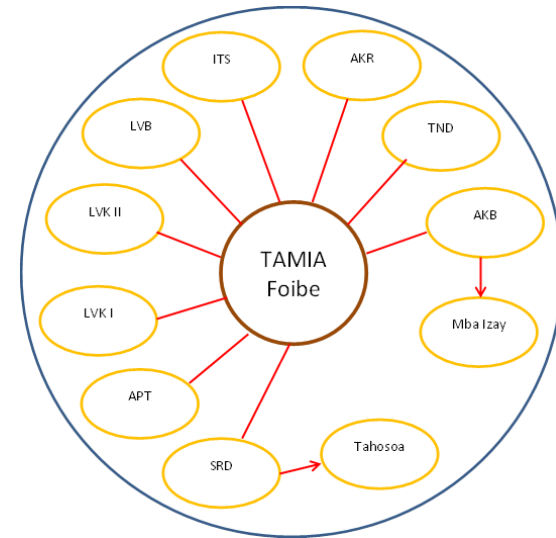 ITS
AKR
LVB
TND
LVK II
AKB
TAMIA
Foibe
LVK I
Mba Izay
APT
SRD
Tahosoa